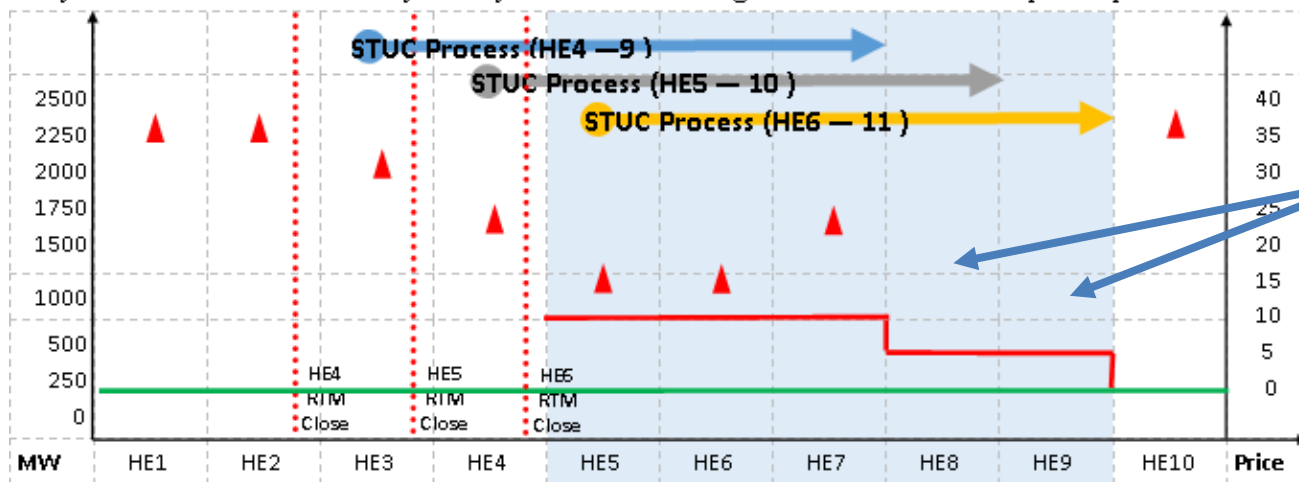 STUC Process (HE4 —9 )
STUC Process (HE5 — 10 )
STUC Process (HE6 — 11 )
2500
2250
2000
1750
1500
1000
500
250
0
40
35
30
25
20
15
10
5
0
HE4
RTM
Close
HE5
RTM
Close
HE6
RTM
Close
MW HE1 HE2 HE3 HE4 HE5 HE6 HE7 HE8 HE9 HE10 Price